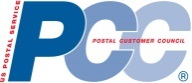 US POSTAL SERVICE
PCC
POSTAL CUSTOMER COUNCIL
®